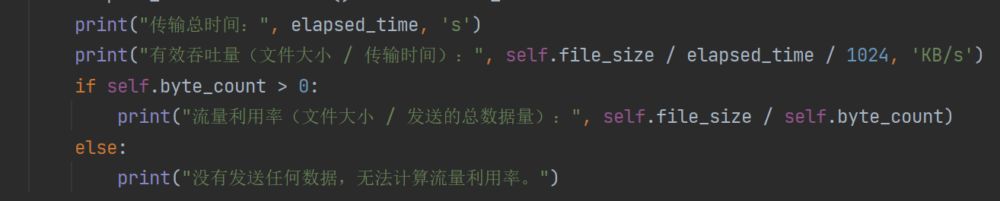 print("传输总时间：", elapsed_time, 's')
print("有效吞吐量（文件大小 / 传输时间）：", self.file_size / elapsed_time / 1024, 'KB/s')
if self.byte_count > 0:
print("流量利用率（文件大小 / 发送的总数据量）：", self.file_size / self.byte_count)
else:
print("没有发送任何数据，无法计算流量利用率。")